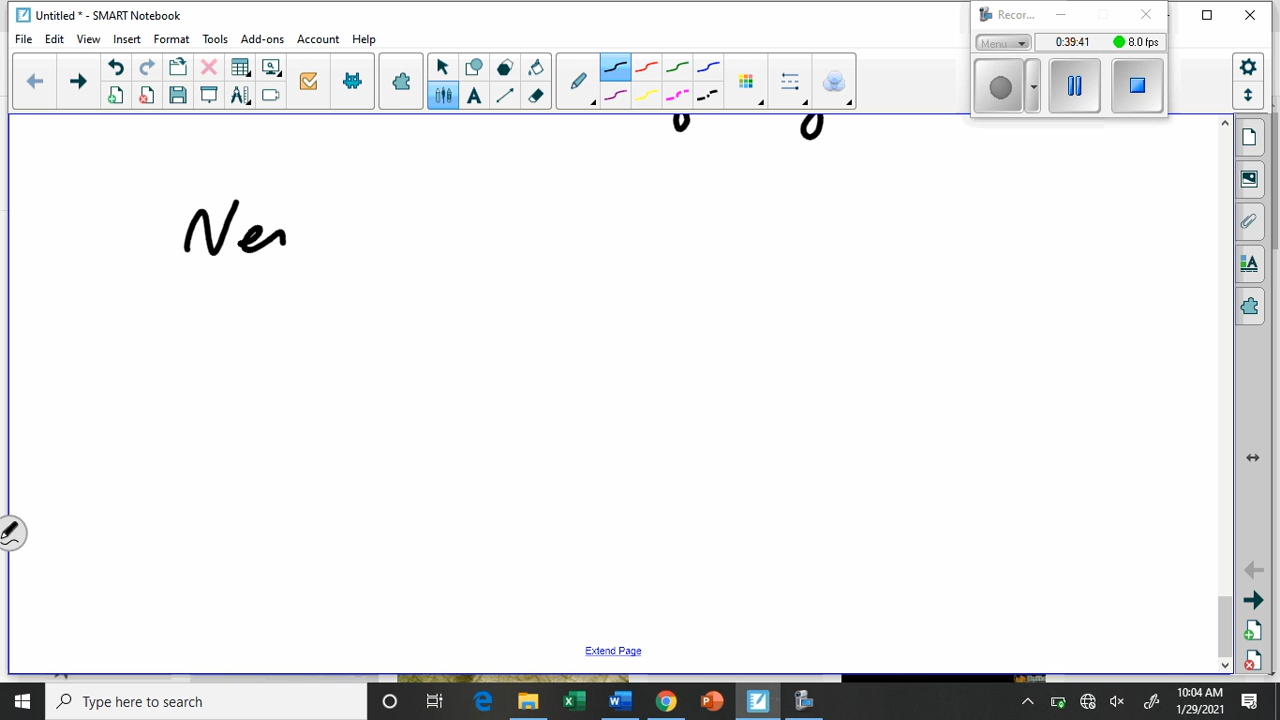 Untitled * - SMART Notebook
Recor...
File Edit View Insert Format Tools Add-ons Account Help
Menu 0:39:41 8.0 fps
A
Extend Page
Type here to search
10:04 AM
1/29/2021